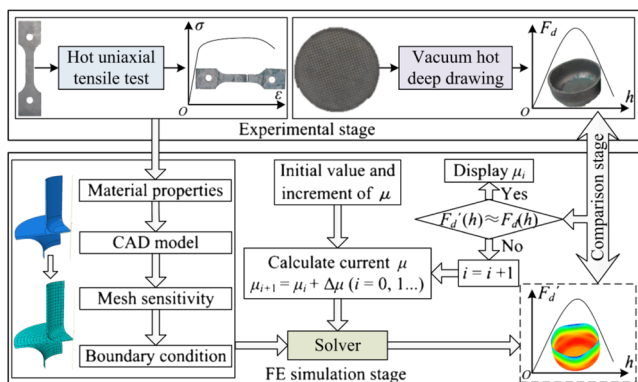 Hot uniaxial
tensile test
σ
ε
O
Vacuum hot
deep drawing
F_d
h
O
Experimental stage
Material properties
CAD model
Mesh sensitivity
Boundary condition
Initial value and
increment of μ
Calculate current μ
μ_{i+1} = μ_i + Δμ (i = 0, 1...)
Solver
FE simulation stage
Display μ_i
Yes
F_d′(h)≈F_d(h)
No
i = i +1
Comparison stage
F_d′
h
O